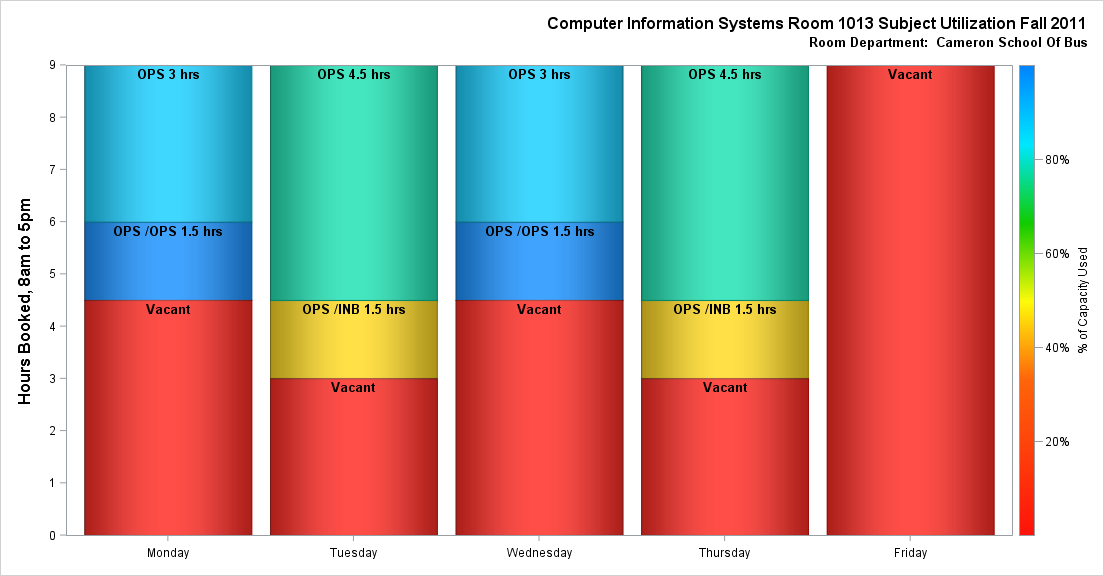 Computer Information Systems Room 1013 Subject Utilization Fall 2011
Room Department:  Cameron School Of Bus
Hours Booked, 8am to 5pm
9
8
7
6
5
4
3
2
1
0
OPS 3 hrs
OPS /OPS 1.5 hrs
Vacant
OPS 4.5 hrs
OPS /INB 1.5 hrs
Vacant
OPS 3 hrs
OPS /OPS 1.5 hrs
Vacant
OPS 4.5 hrs
OPS /INB 1.5 hrs
Vacant
Vacant
Monday
Tuesday
Wednesday
Thursday
Friday
80%
60%
40%
20%
% of Capacity Used